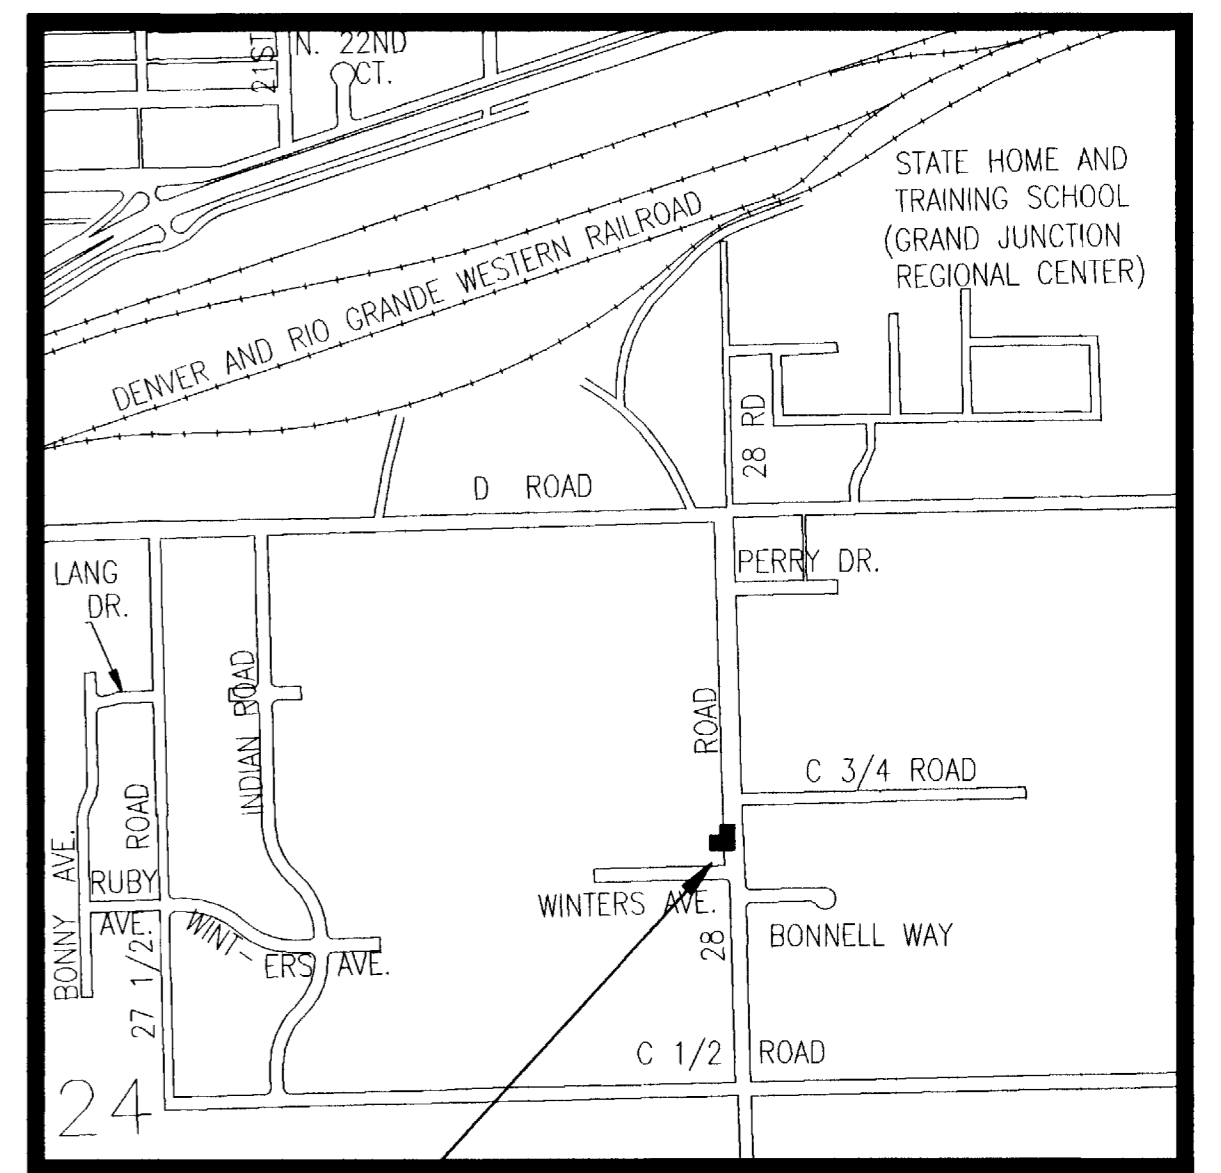 21ST
N. 22ND
CT.
STATE HOME AND
TRAINING SCHOOL
(GRAND JUNCTION
REGIONAL CENTER)
DENVER AND RIO GRANDE WESTERN RAILROAD
28 RD
D ROAD
PERRY DR.
LANG
DR.
INDIAN ROAD
28 ROAD
C 3/4 ROAD
BONNY AVE.
27 1/2 ROAD
RUBY
AVE.
WINT-
ERS AVE.
WINTERS AVE.
BONNELL WAY
C 1/2 ROAD
24